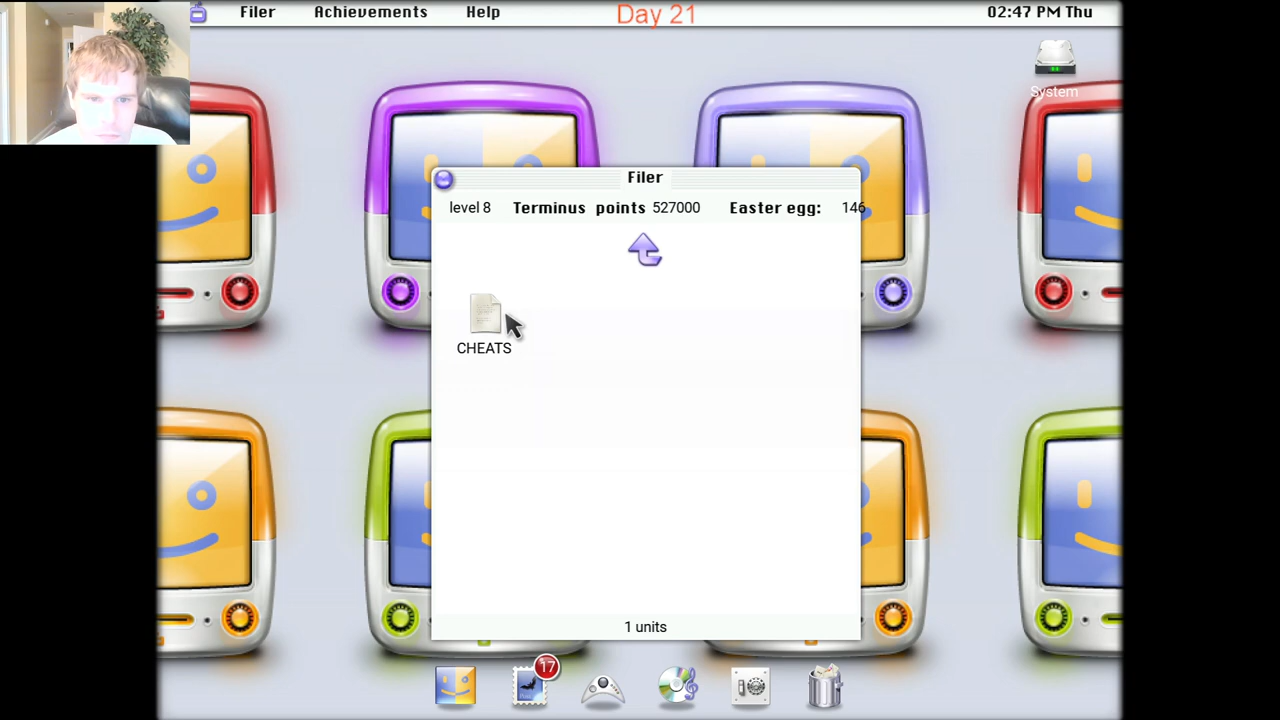 Filer Achievements Help Day 21 02:47 PM Thu
System
Filer
level 8 Terminus points 527000 Easter egg: 146
CHEATS
1 units
17